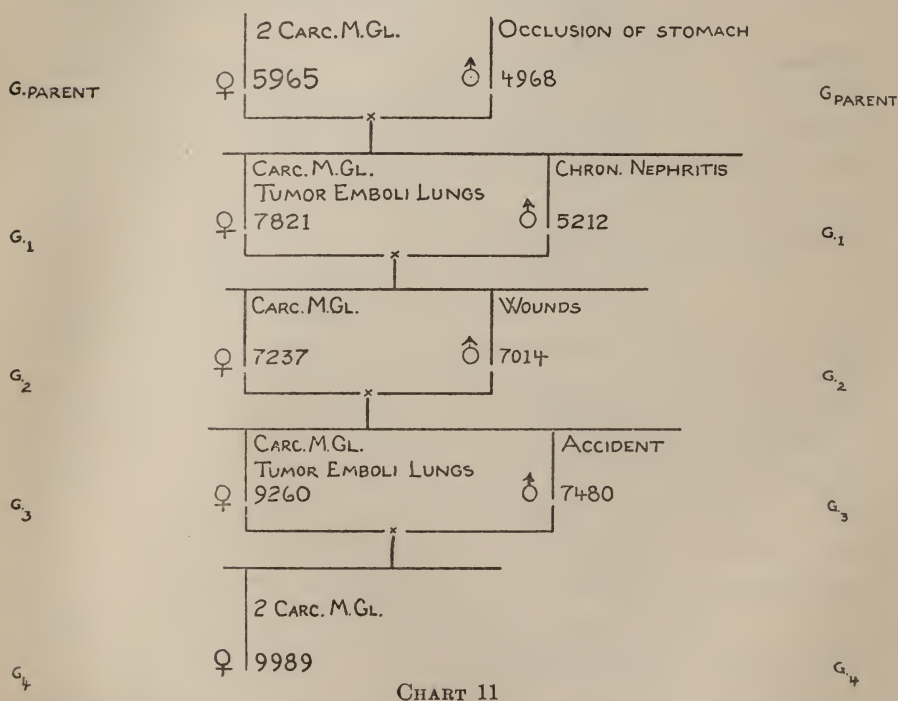 2 CARC. M.GL. OCCLUSION OF STOMACH
♀ 5965 ♂ 4968
G.PARENT G PARENT
×
CARC. M.GL. CHRON. NEPHRITIS
TUMOR EMBOLI LUNGS
♀ 7821 ♂ 5212
G.1 G.1
×
CARC. M.GL. WOUNDS
♀ 7237 ♂ 7014
G.2 G.2
×
CARC. M.GL. ACCIDENT
TUMOR EMBOLI LUNGS
♀ 9260 ♂ 7480
G.3 G.3
×
2 CARC. M.GL.
♀ 9989
G4 G.4
CHART 11